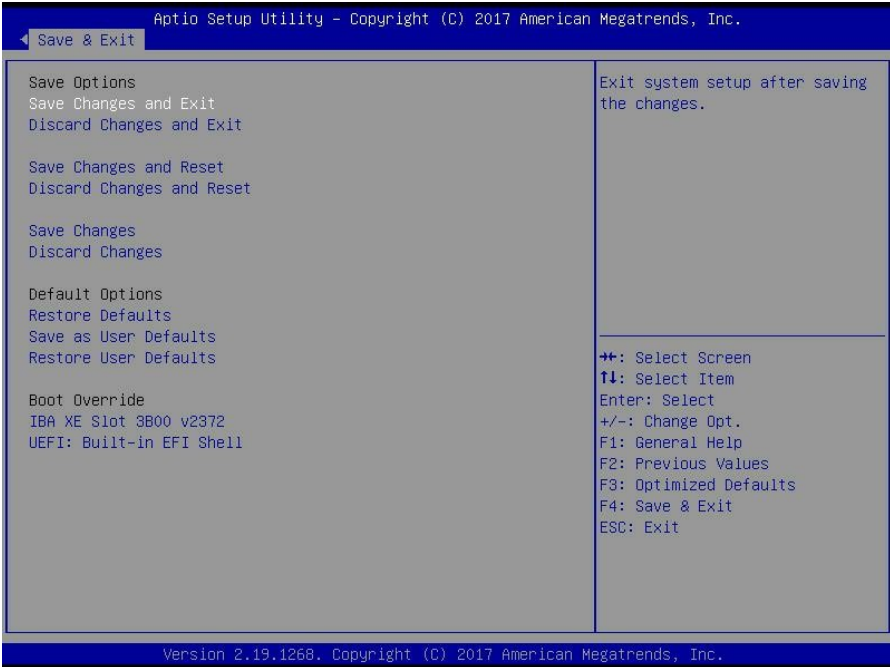 Aptio Setup Utility – Copyright (C) 2017 American Megatrends, Inc.
Save & Exit
Save Options
Save Changes and Exit
Discard Changes and Exit
Save Changes and Reset
Discard Changes and Reset
Save Changes
Discard Changes
Default Options
Restore Defaults
Save as User Defaults
Restore User Defaults
Boot Override
IBA XE Slot 3B00 v2372
UEFI: Built-in EFI Shell
Exit system setup after saving
the changes.
→←: Select Screen
↑↓: Select Item
Enter: Select
+/-: Change Opt.
F1: General Help
F2: Previous Values
F3: Optimized Defaults
F4: Save & Exit
ESC: Exit
Version 2.19.1268. Copyright (C) 2017 American Megatrends, Inc.